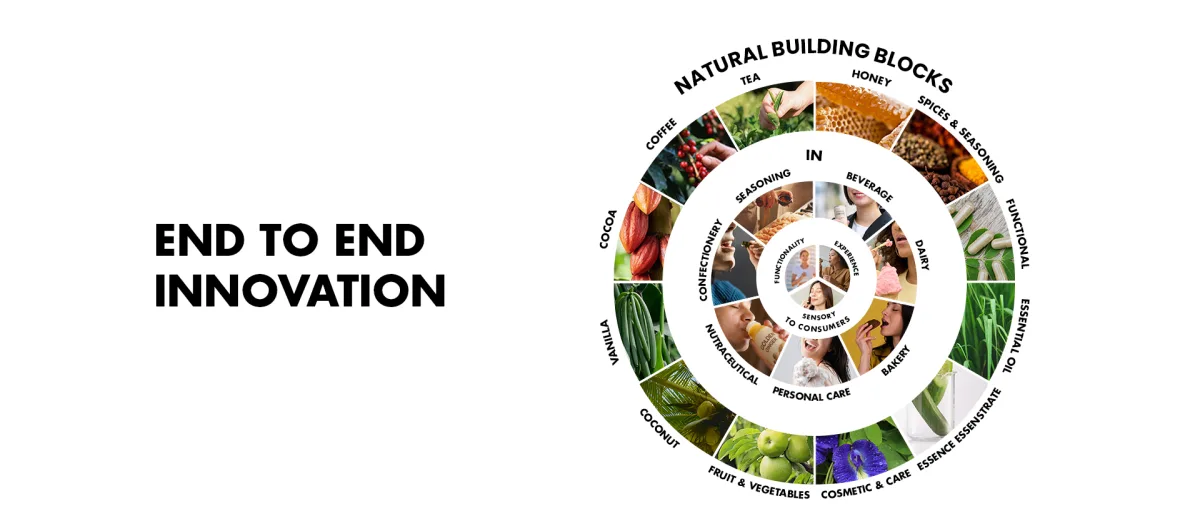 END TO END
INNOVATION
NATURAL BUILDING BLOCKS
TEA
HONEY
SPICES & SEASONING
FUNCTIONAL
ESSENTIAL OIL
ESSENCE ESSENSTRATE
COSMETIC & CARE
FRUIT & VEGETABLES
COCONUT
VANILLA
COCOA
COFFEE
IN
SEASONING
BEVERAGE
DAIRY
BAKERY
PERSONAL CARE
NUTRACEUTICAL
CONFECTIONERY
FUNCTIONALITY
EXPERIENCE
SENSORY
TO CONSUMERS